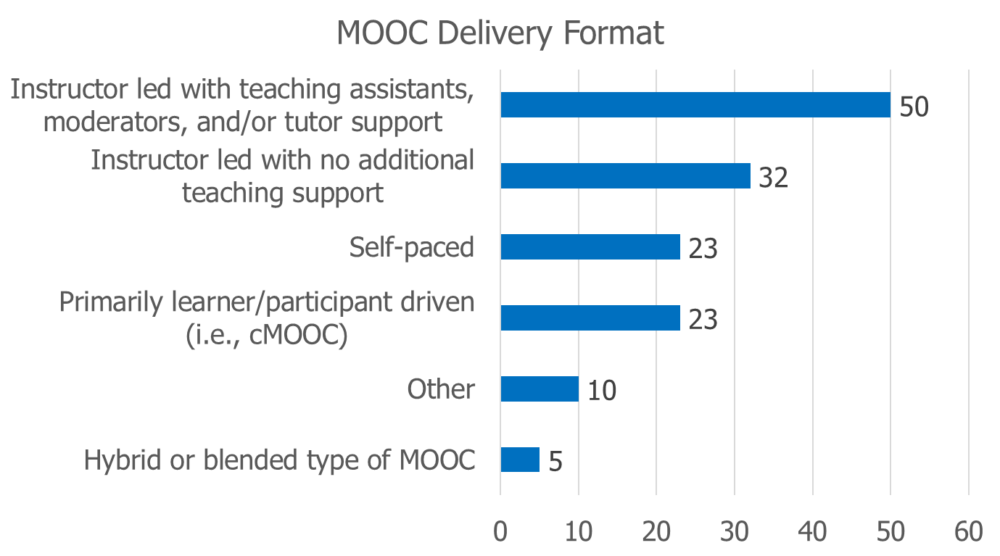 MOOC Delivery Format
Instructor led with teaching assistants,
moderators, and/or tutor support
50
Instructor led with no additional
teaching support
32
Self-paced
23
Primarily learner/participant driven
(i.e., cMOOC)
23
Other
10
Hybrid or blended type of MOOC
5
0 10 20 30 40 50 60